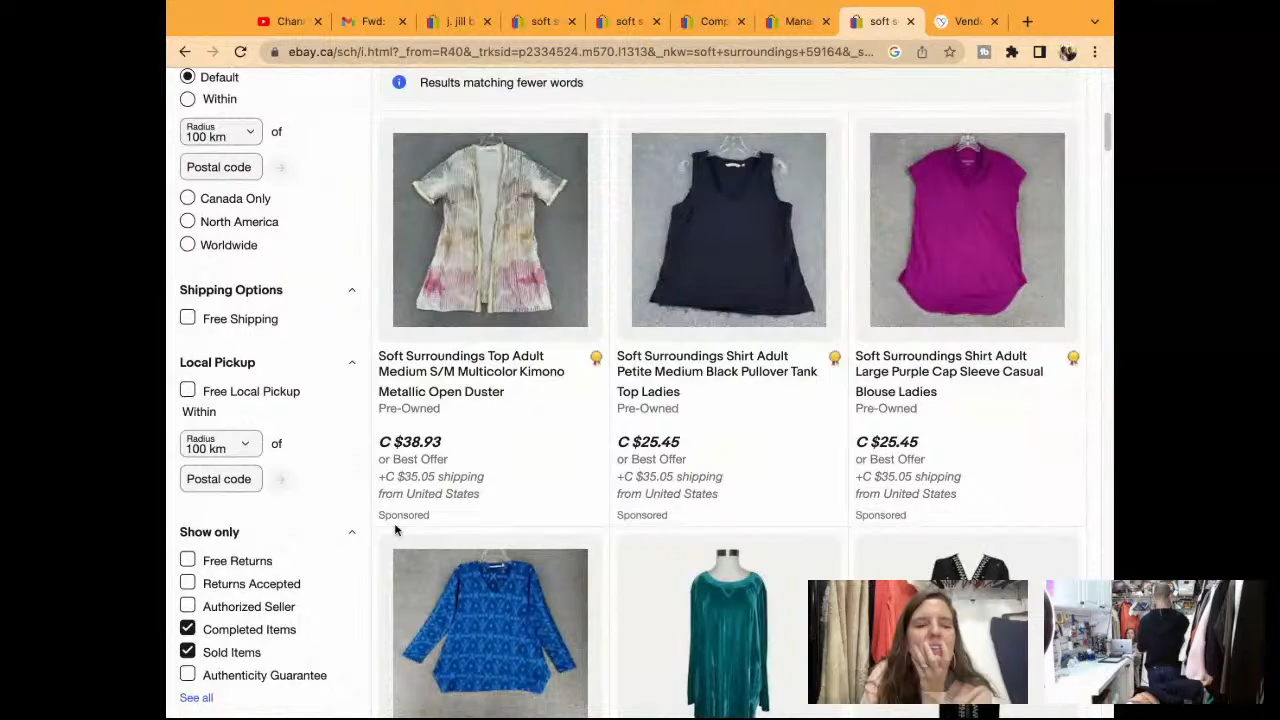 Chan
Fwd:
j. jill b
soft s
soft s
Comp
Mana
soft s
Vend
ebay.ca/sch/i.html?_from=R40&_trksid=p2334524.m570.l1313&_nkw=soft+surroundings+59164&_s...
Default
Within
Radius
100 km
of
Postal code
Canada Only
North America
Worldwide
Shipping Options
Free Shipping
Local Pickup
Free Local Pickup
Within
Radius
100 km
of
Postal code
Show only
Free Returns
Returns Accepted
Authorized Seller
Completed Items
Sold Items
Authenticity Guarantee
See all
Results matching fewer words
Soft Surroundings Top Adult
Medium S/M Multicolor Kimono
Metallic Open Duster
Pre-Owned
C $38.93
or Best Offer
+C $35.05 shipping
from United States
Sponsored
Soft Surroundings Shirt Adult
Petite Medium Black Pullover Tank
Top Ladies
Pre-Owned
C $25.45
or Best Offer
+C $35.05 shipping
from United States
Sponsored
Soft Surroundings Shirt Adult
Large Purple Cap Sleeve Casual
Blouse Ladies
Pre-Owned
C $25.45
or Best Offer
+C $35.05 shipping
from United States
Sponsored